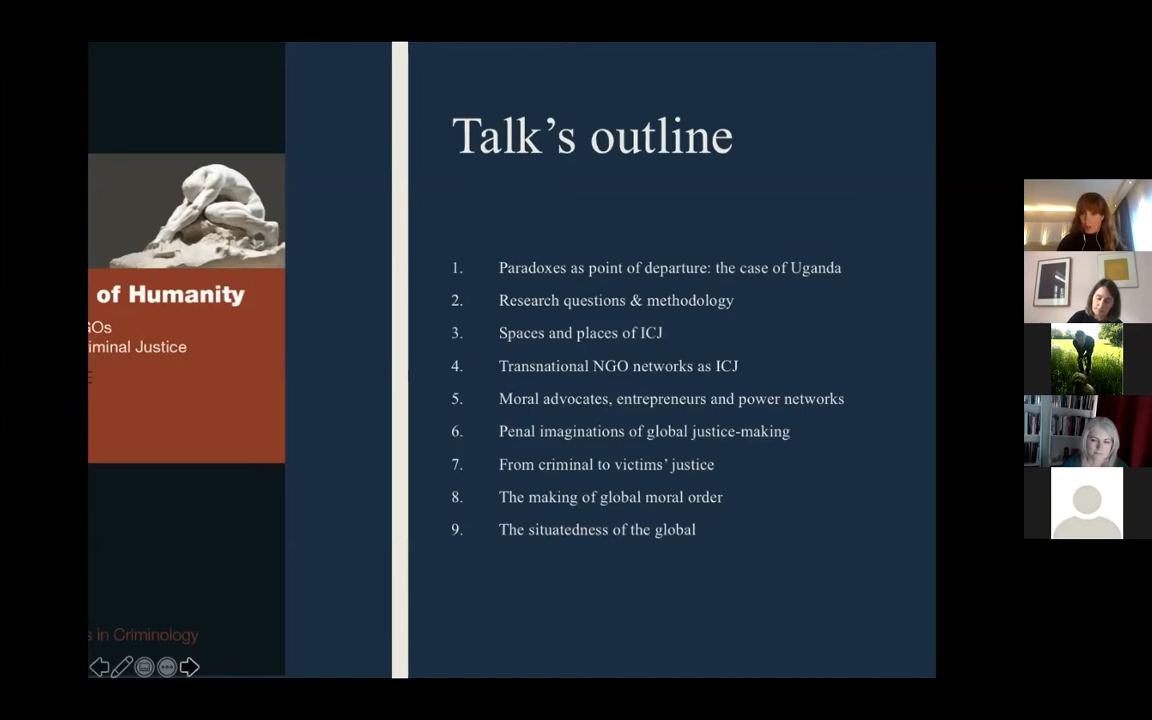 of Humanity
GOs
iminal Justice
s in Criminology
Talk’s outline
1. Paradoxes as point of departure: the case of Uganda
2. Research questions & methodology
3. Spaces and places of ICJ
4. Transnational NGO networks as ICJ
5. Moral advocates, entrepreneurs and power networks
6. Penal imaginations of global justice-making
7. From criminal to victims’ justice
8. The making of global moral order
9. The situatedness of the global